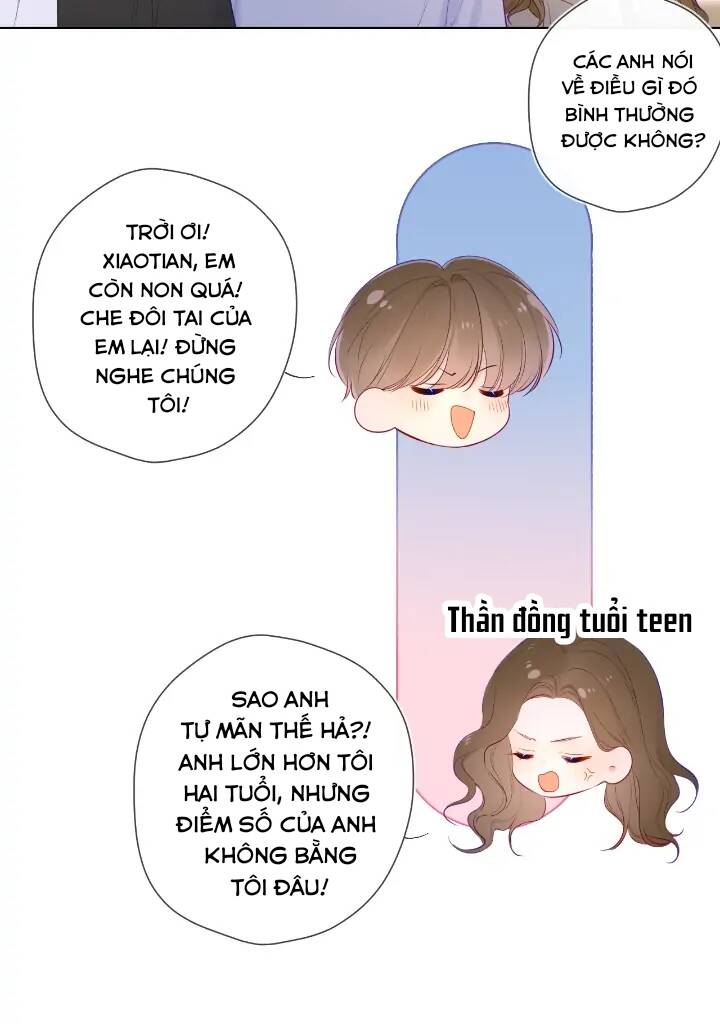 CÁC ANH NÓI
VỀ ĐIỀU GÌ ĐÓ
BÌNH THƯỜNG
ĐƯỢC KHÔNG?
TRỜI ƠI!
XIAOTIAN, EM
CÒN NON QUÁ!
CHE ĐÔI TAI CỦA
EM LẠI! ĐỪNG
NGHE CHÚNG
TÔI!
Thần đồng tuổi teen
SAO ANH
TỰ MÃN THẾ HẢ?!
ANH LỚN HƠN TÔI
HAI TUỔI, NHƯNG
ĐIỂM SỐ CỦA ANH
KHÔNG BẰNG
TÔI ĐÂU!